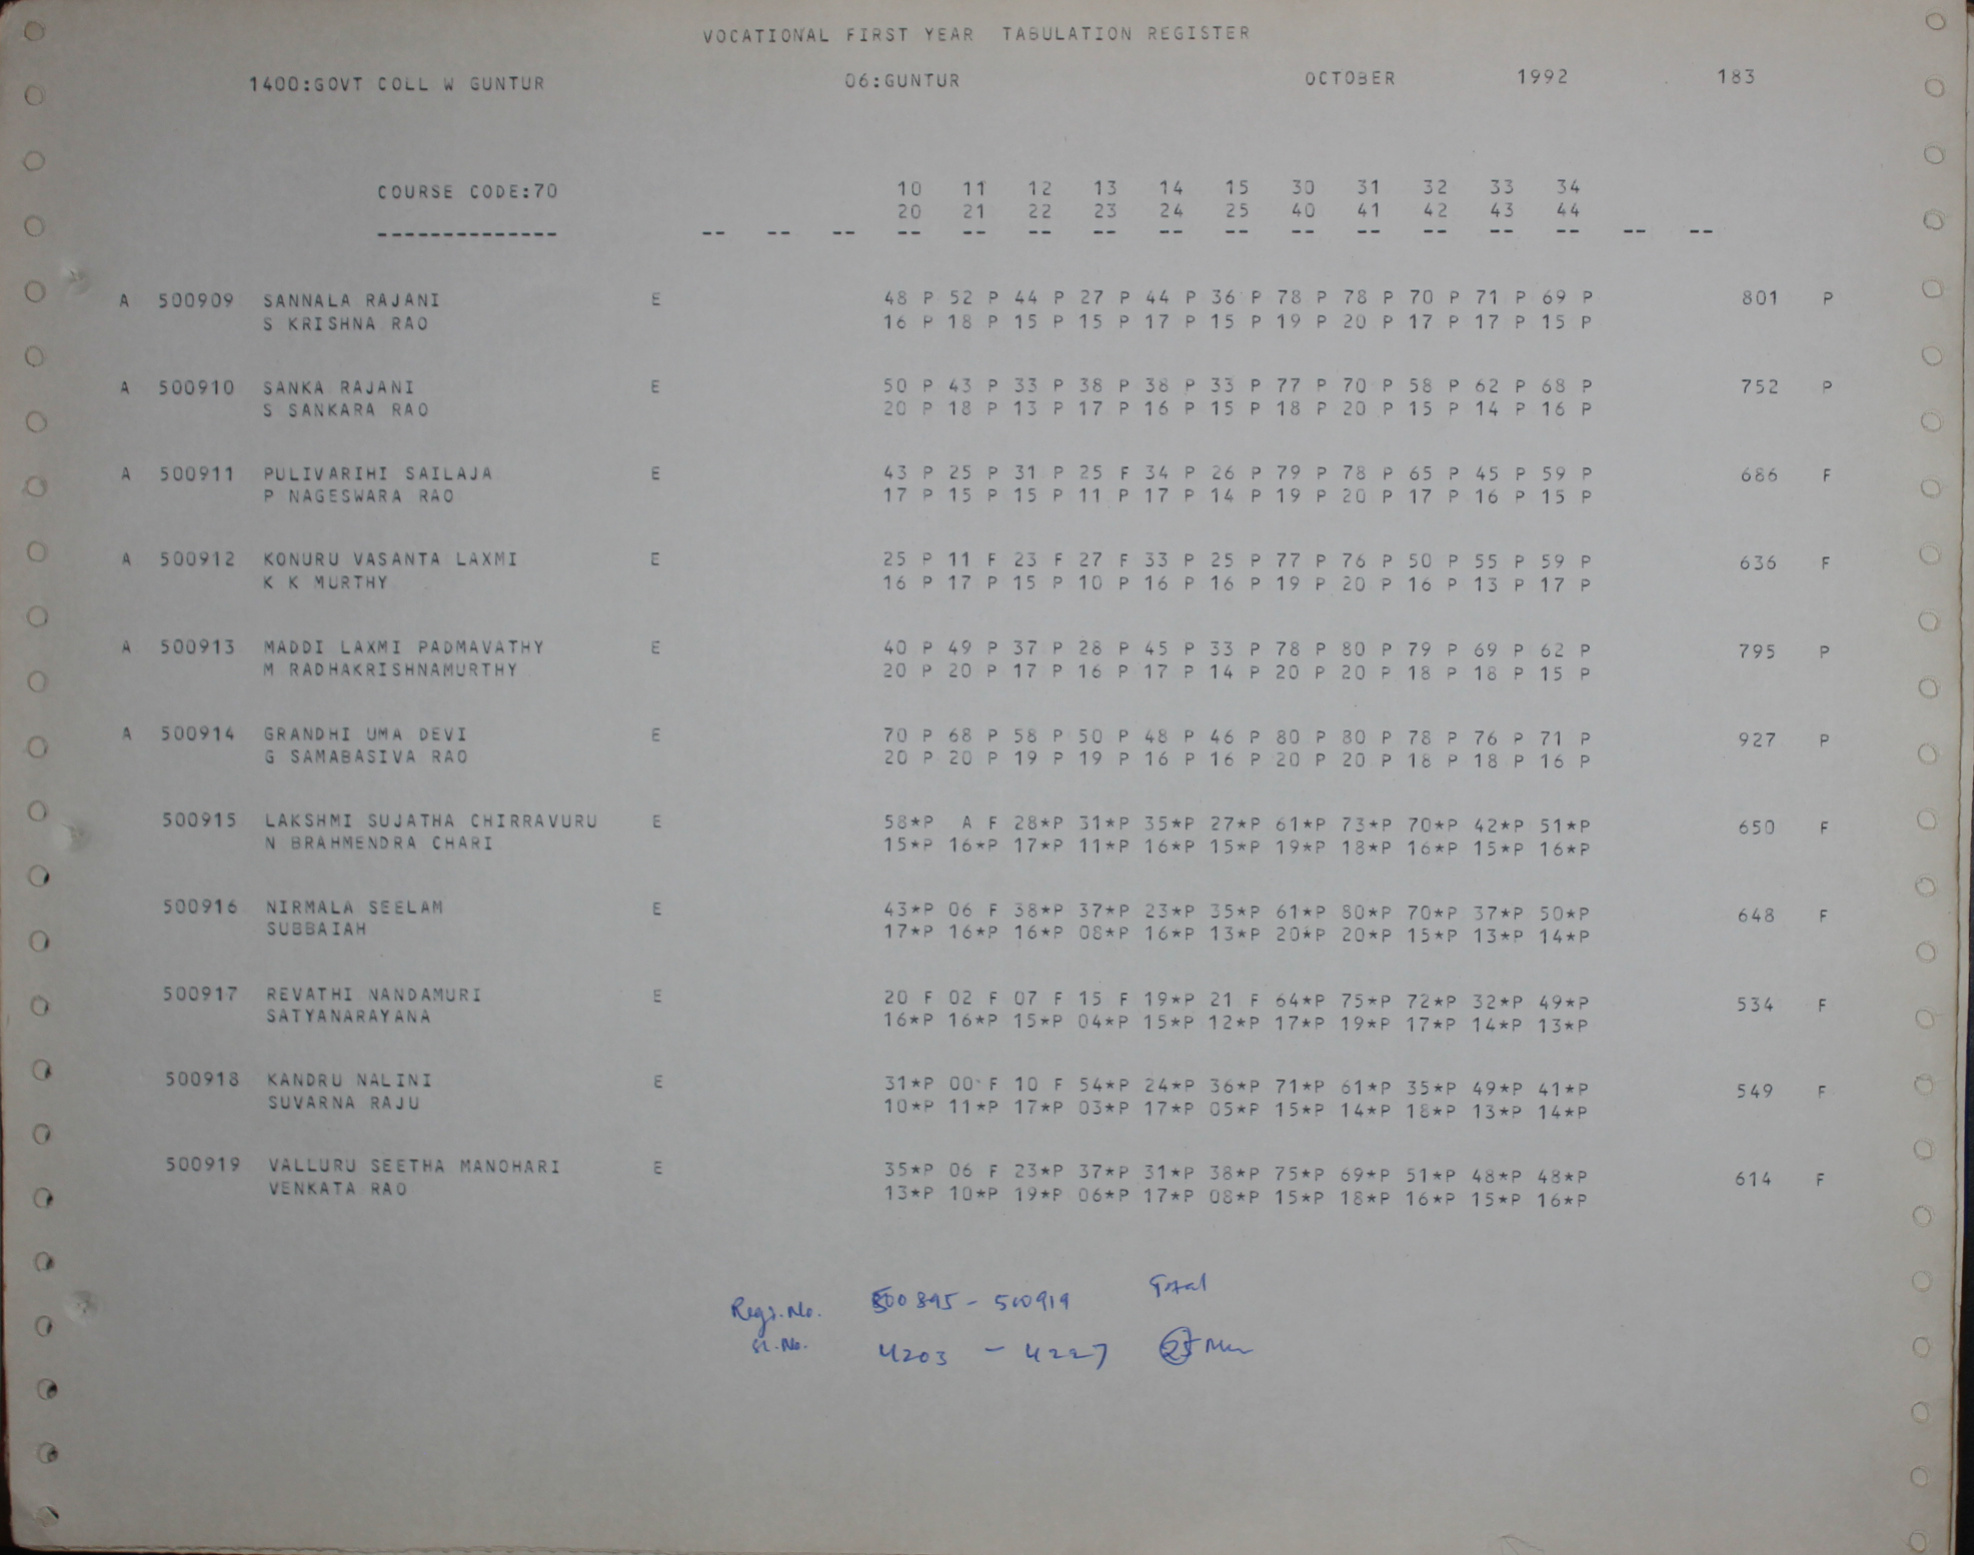 VOCATIONAL FIRST YEAR TABULATION REGISTER
1400:GOVT COLL W GUNTUR 06:GUNTUR OCTOBER 1992 183
COURSE CODE:70 10 11 12 13 14 15 30 31 32 33 34
20 21 22 23 24 25 40 41 42 43 44
-------------- -- -- -- -- -- -- -- -- -- -- -- -- -- -- -- --
A 500909 SANNALA RAJANI E 48 P 52 P 44 P 27 P 44 P 36 P 78 P 78 P 70 P 71 P 69 P 801 P
S KRISHNA RAO 16 P 18 P 15 P 15 P 17 P 15 P 19 P 20 P 17 P 17 P 15 P
A 500910 SANKA RAJANI E 50 P 43 P 33 P 38 P 38 P 33 P 77 P 70 P 58 P 62 P 68 P 752 P
S SANKARA RAO 20 P 18 P 13 P 17 P 16 P 15 P 18 P 20 P 15 P 14 P 16 P
A 500911 PULIVARIHI SAILAJA E 43 P 25 P 31 P 25 F 34 P 26 P 79 P 78 P 65 P 45 P 59 P 686 F
P NAGESWARA RAO 17 P 15 P 15 P 11 P 17 P 14 P 19 P 20 P 17 P 16 P 15 P
A 500912 KONURU VASANTA LAXMI E 25 P 11 F 23 F 27 F 33 P 25 P 77 P 76 P 50 P 55 P 59 P 636 F
K K MURTHY 16 P 17 P 15 P 10 P 16 P 16 P 19 P 20 P 16 P 13 P 17 P
A 500913 MADDI LAXMI PADMAVATHY E 40 P 49 P 37 P 28 P 45 P 33 P 78 P 80 P 79 P 69 P 62 P 795 P
M RADHAKRISHNAMURTHY 20 P 20 P 17 P 16 P 17 P 14 P 20 P 20 P 18 P 18 P 15 P
A 500914 GRANDHI UMA DEVI E 70 P 68 P 58 P 50 P 48 P 46 P 80 P 80 P 78 P 76 P 71 P 927 P
G SAMABASIVA RAO 20 P 20 P 19 P 19 P 16 P 16 P 20 P 20 P 18 P 18 P 16 P
500915 LAKSHMI SUJATHA CHIRRAVURU E 58*P A F 28*P 31*P 35*P 27*P 61*P 73*P 70*P 42*P 51*P 650 F
N BRAHMENDRA CHARI 15*P 16*P 17*P 11*P 16*P 15*P 19*P 18*P 16*P 15*P 16*P
500916 NIRMALA SEELAM E 43*P 06 F 38*P 37*P 23*P 35*P 61*P 80*P 70*P 37*P 50*P 648 F
SUBBAIAH 17*P 16*P 16*P 08*P 16*P 13*P 20*P 20*P 15*P 13*P 14*P
500917 REVATHI NANDAMURI E 20 F 02 F 07 F 15 F 19*P 21 F 64*P 75*P 72*P 32*P 49*P 534 F
SATYANARAYANA 16*P 16*P 15*P 04*P 15*P 12*P 17*P 19*P 17*P 14*P 13*P
500918 KANDRU NALINI E 31*P 00 F 10 F 54*P 24*P 36*P 71*P 61*P 35*P 49*P 41*P 549 F
SUVARNA RAJU 10*P 11*P 17*P 03*P 17*P 05*P 15*P 14*P 18*P 13*P 14*P
500919 VALLURU SEETHA MANOHARI E 35*P 06 F 23*P 37*P 31*P 38*P 75*P 69*P 51*P 48*P 48*P 614 F
VENKATA RAO 13*P 10*P 19*P 06*P 17*P 08*P 15*P 18*P 16*P 15*P 16*P
Regs.No. 500895 - 500919 Total
Sl.No. 4203 - 4227 25